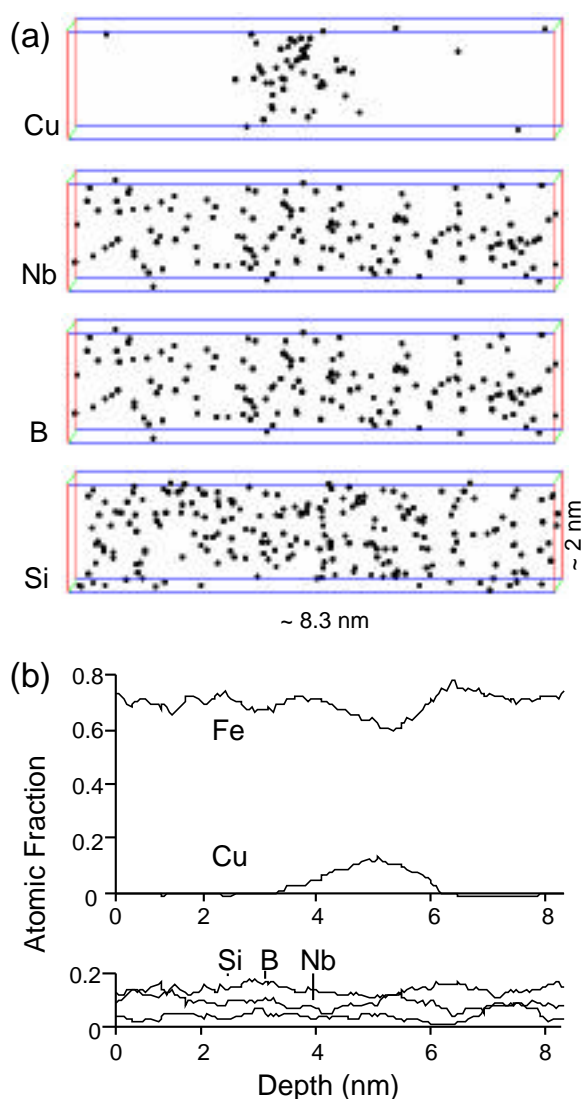 (a)
Cu
Nb
B
Si
~ 2 nm
~ 8.3 nm
(b)
0.8
0.6
0.4
0.2
0
Fe
Cu
0 2 4 6 8
Atomic Fraction
Si B Nb
0.2
0
0 2 4 6 8
Depth (nm)